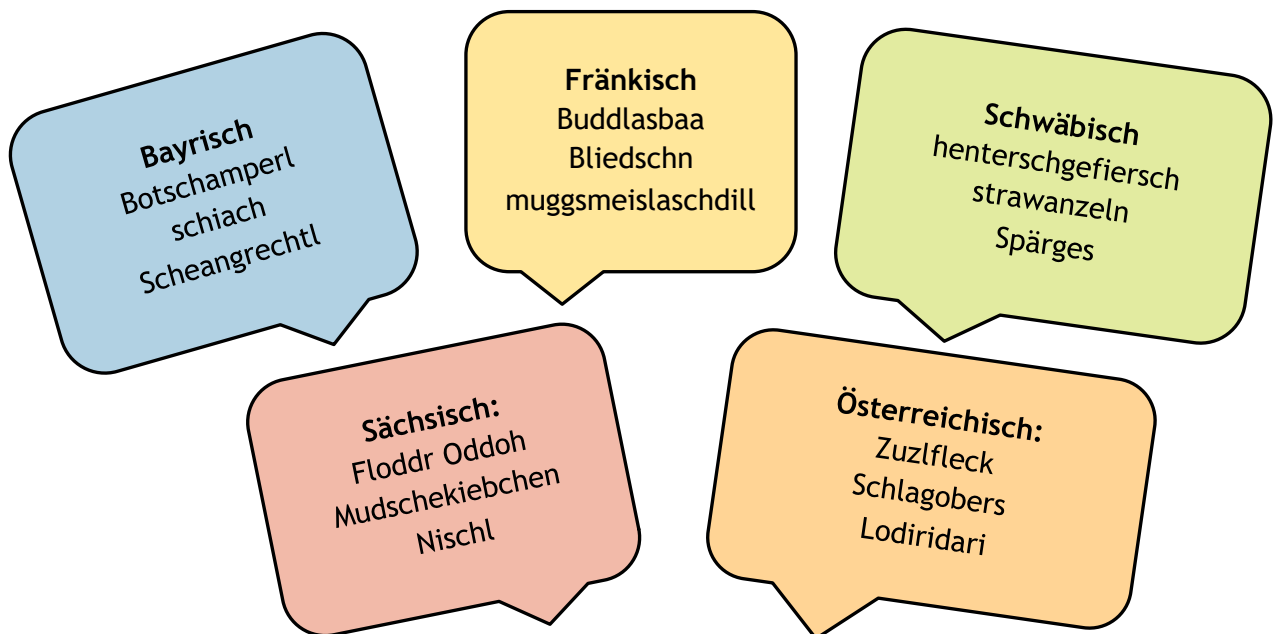 Bayrisch
Botschamperl
schiach
Scheangrechtl
Fränkisch
Buddlasbaa
Bliedschn
muggsmeislaschdill
Schwäbisch
henterschgefiersch
strawanzeln
Spärges
Sächsisch:
Floddr Oddoh
Mudschekiebchen
Nischl
Österreichisch:
Zuzlfleck
Schlagobers
Lodiridari